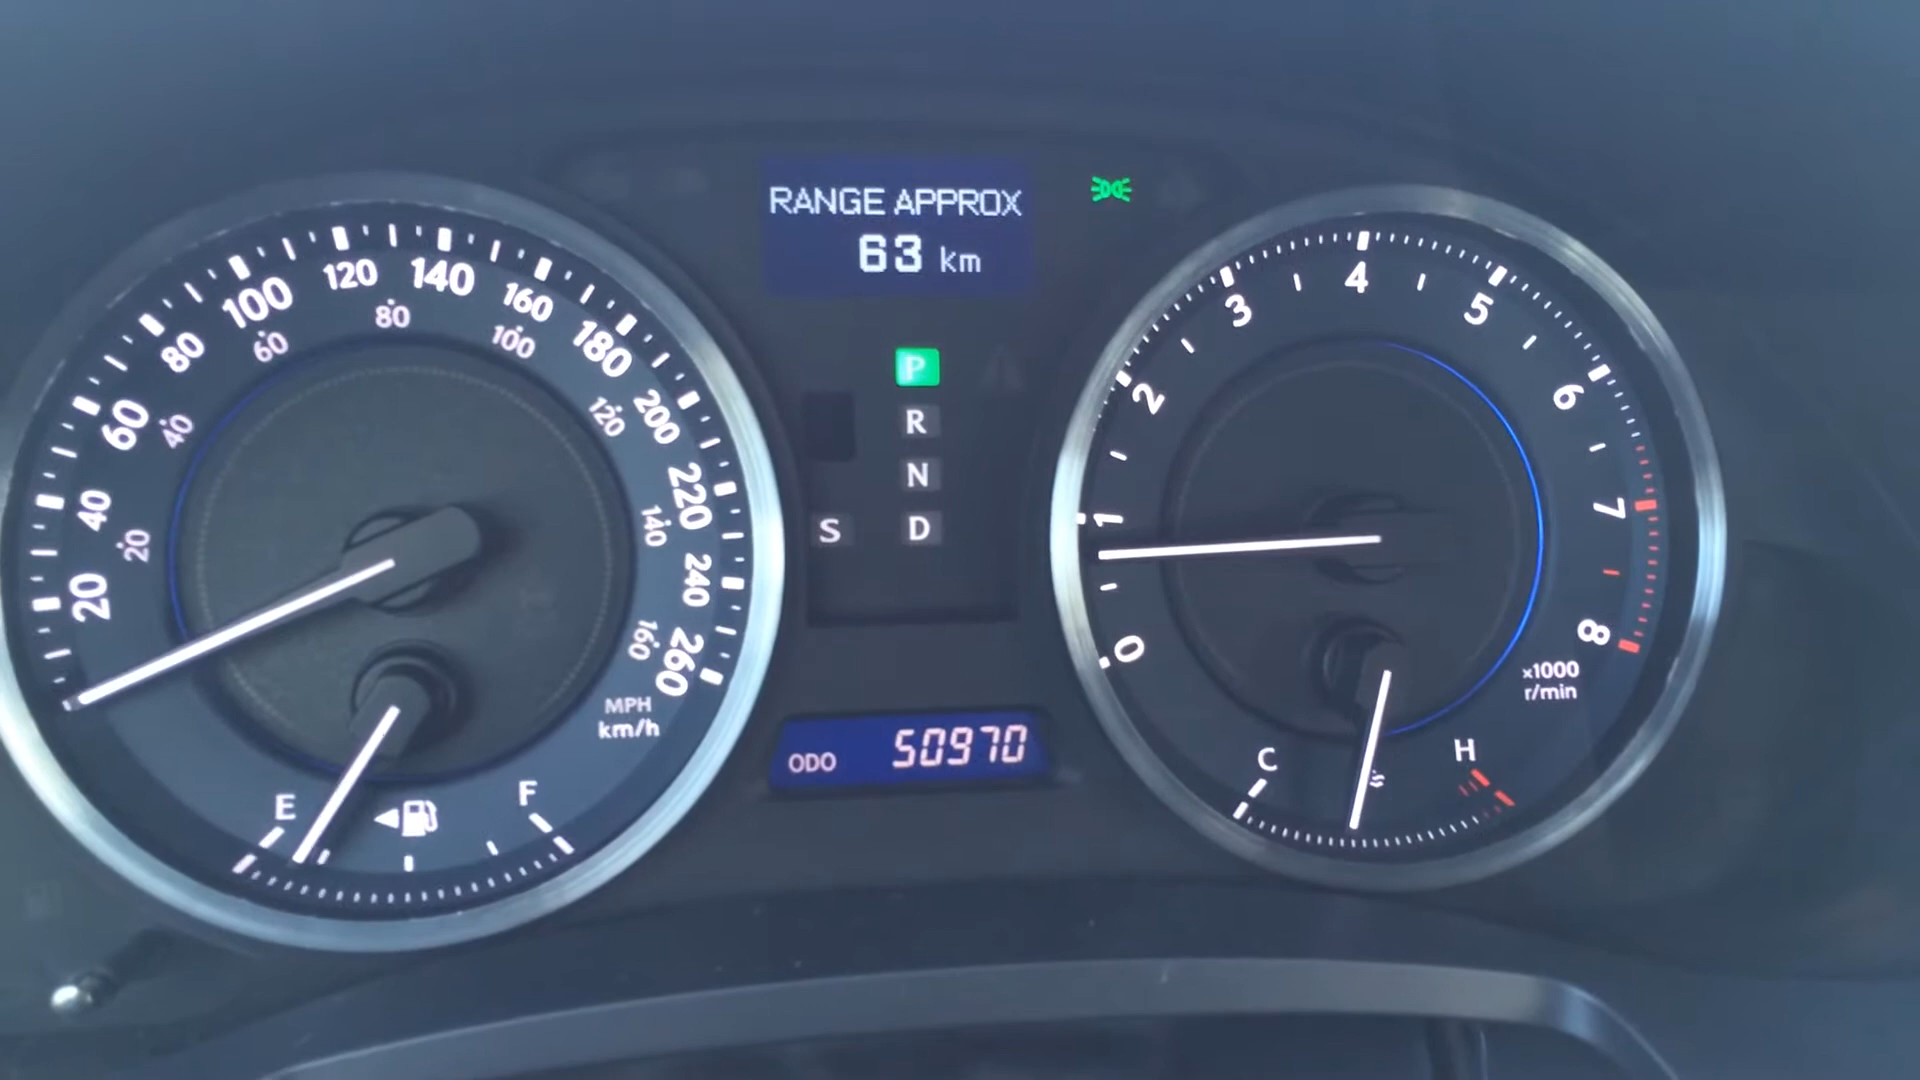 RANGE APPROX
63 km
20 40 60 80 100 120 140 160 180 200 220 240 260
20 40 60 80 100 120 140 160
MPH
km/h
E F
P
R
N
S D
ODO 50970
0 1 2 3 4 5 6 7 8
x1000
r/min
C H